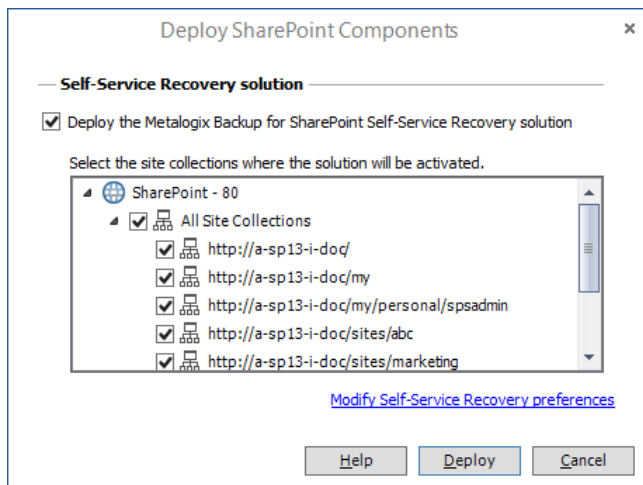 Deploy SharePoint Components
Self-Service Recovery solution
Deploy the Metalogix Backup for SharePoint Self-Service Recovery solution
Select the site collections where the solution will be activated.
SharePoint - 80
All Site Collections
http://a-sp13-i-doc/
http://a-sp13-i-doc/my
http://a-sp13-i-doc/my/personal/spsadmin
http://a-sp13-i-doc/sites/abc
http://a-sp13-i-doc/sites/marketing
Modify Self-Service Recovery preferences
Help Deploy Cancel